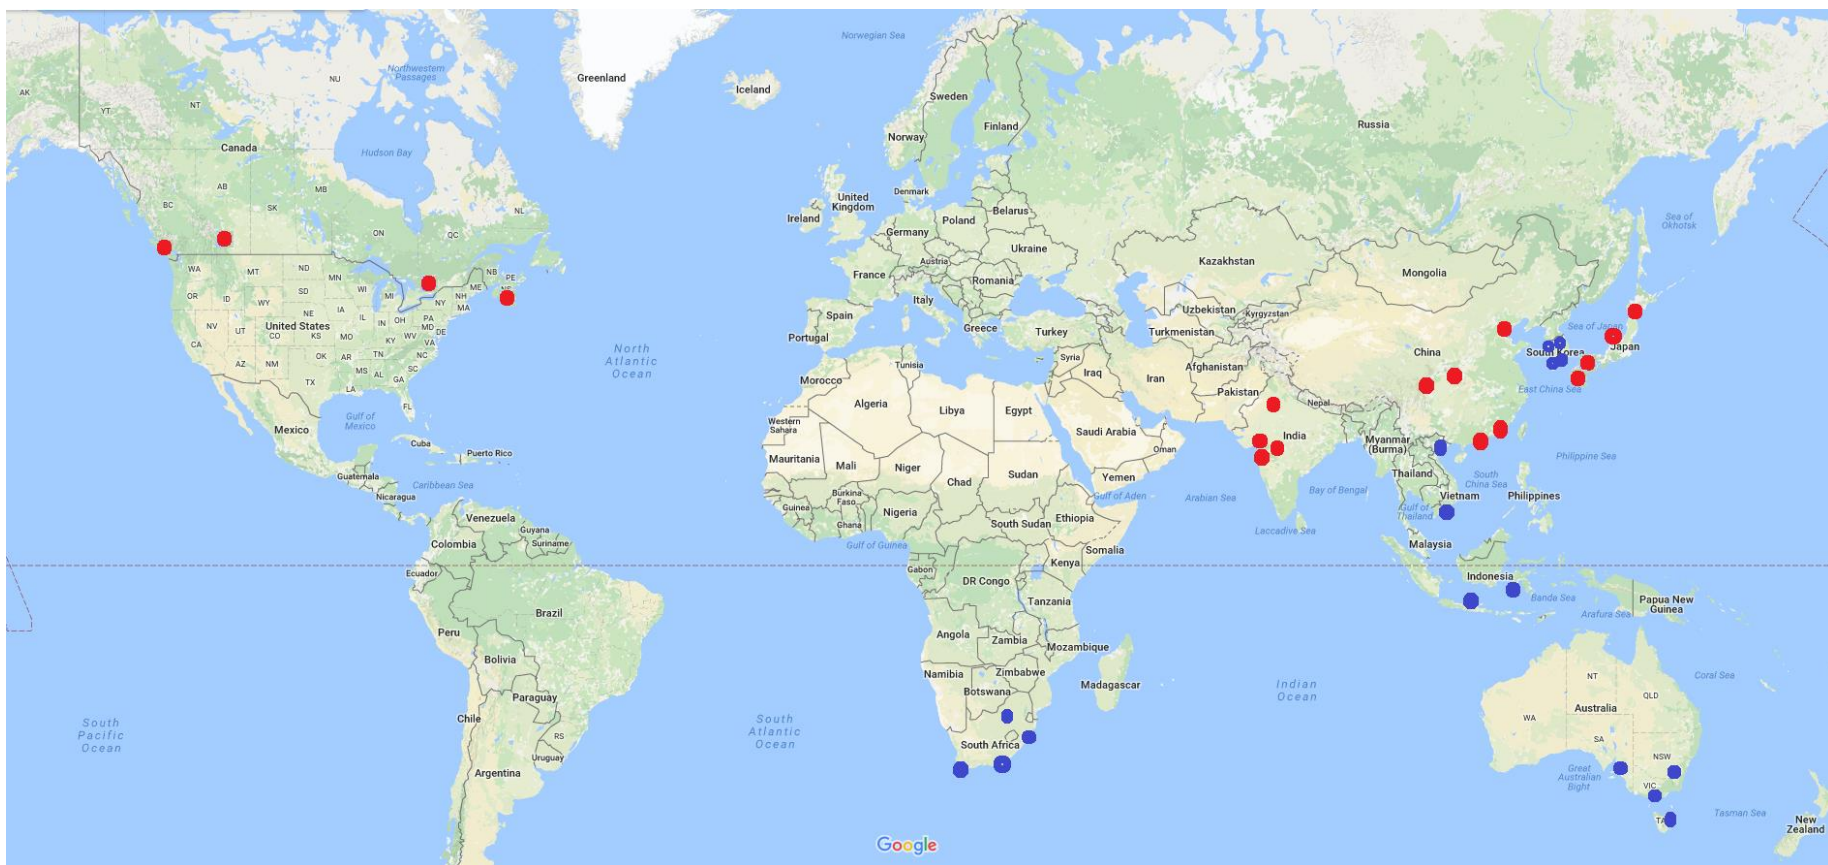 Norwegian Sea
Greenland
Northwestern
Passages
NU
AK
Iceland
Sweden
NT
YT
Finland
Russia
Norway
Canada
Hudson Bay
Denmark
AB
MB
United
Kingdom
BC
SK
NL
Ireland
Belarus
Poland
Sea of
Okhotsk
ON
QC
Germany
Ukraine
Austria
Kazakhstan
WA
MT
ND
MN
NB
PE
France
Mongolia
Romania
OR
ID
SD
WI
MI
ME
NH
NY
MA
WY
Italy
Uzbekistan
Kyrgyzstan
NE
IA
PA
Spain
NV
UT
United States
CO
KS
MO
IL
IN
OH
MD
DE
Greece
Turkey
Turkmenistan
Sea of Japan
CA
KY
WV
VA
Portugal
North
Atlantic
Ocean
China
South Korea
Japan
OK
AR
TN
NC
Syria
AZ
NM
MS
AL
SC
GA
Tunisia
Iraq
Iran
Afghanistan
TX
LA
Morocco
Pakistan
East China Sea
FL
Algeria
Libya
Egypt
Nepal
Gulf of
Mexico
Western
Sahara
Mexico
Saudi Arabia
India
Myanmar
(Burma)
Cuba
Puerto Rico
Oman
Mauritania
Mali
Niger
Philippine Sea
Guatemala
Caribbean Sea
Chad
Sudan
Yemen
Thailand
South
China Sea
Nicaragua
Burkina
Faso
Gulf of Aden
Arabian Sea
Bay of Bengal
Vietnam
Philippines
Guinea
Nigeria
Gulf of
Thailand
Venezuela
Guyana
Ghana
South Sudan
Ethiopia
Laccadive Sea
Colombia
Suriname
Gulf of Guinea
Somalia
Malaysia
Ecuador
Gabon
Kenya
DR Congo
Indonesia
Tanzania
Banda Sea
Papua New
Guinea
Brazil
Arafura Sea
Peru
Angola
Zambia
Mozambique
Bolivia
Namibia
Zimbabwe
Botswana
Madagascar
Indian
Ocean
NT
Coral Sea
Paraguay
QLD
Chile
South
Pacific
Ocean
South
Atlantic
Ocean
WA
Australia
RS
South Africa
SA
Uruguay
NSW
Argentina
Great
Australian
Bight
VIC
Tasman Sea
New
Zealand
Google